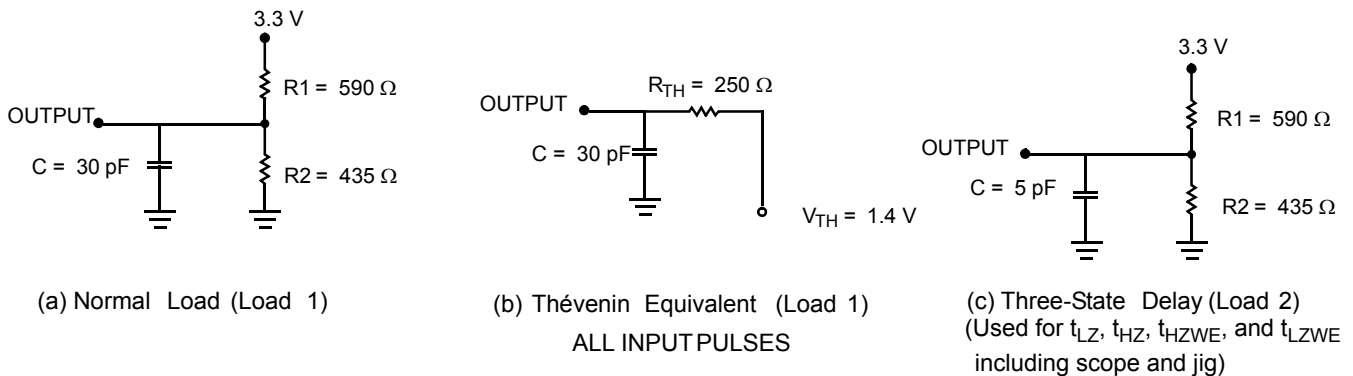 3.3 V
R1 = 590 Ω
OUTPUT
C = 30 pF
R2 = 435 Ω
(a) Normal Load (Load 1)
R_TH = 250 Ω
OUTPUT
C = 30 pF
V_TH = 1.4 V
(b) Thévenin Equivalent (Load 1)
ALL INPUT PULSES
3.3 V
R1 = 590 Ω
OUTPUT
C = 5 pF
R2 = 435 Ω
(c) Three-State Delay (Load 2)
(Used for t_LZ, t_HZ, t_HZWE, and t_LZWE
including scope and jig)